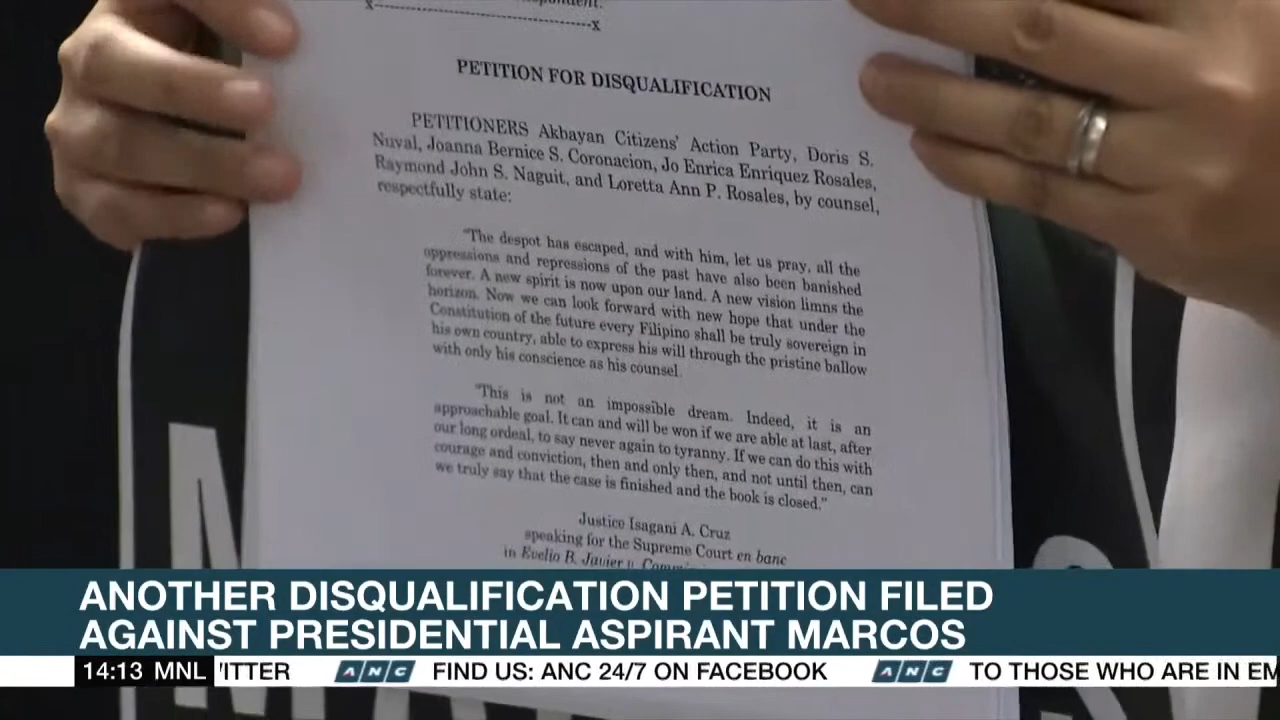 x-----------------------------------x
PETITION FOR DISQUALIFICATION
PETITIONERS Akbayan Citizens' Action Party, Doris S.
Nuval, Joanna Bernice S. Coronacion, Jo Enrica Enriquez Rosales,
Raymond John S. Naguit, and Loretta Ann P. Rosales, by counsel,
respectfully state:
"The despot has escaped, and with him, let us pray, all the
oppressions and repressions of the past have also been banished
forever. A new spirit is now upon our land. A new vision limns the
horizon. Now we can look forward with new hope that under the
Constitution of the future every Filipino shall be truly sovereign in
his own country, able to express his will through the pristine ballow
with only his conscience as his counsel.
"This is not an impossible dream. Indeed, it is an
approachable goal. It can and will be won if we are able at last, after
our long ordeal, to say never again to tyranny. If we can do this with
courage and conviction, then and only then, and not until then, can
we truly say that the case is finished and the book is closed."
Justice Isagani A. Cruz
speaking for the Supreme Court en banc
in Evelio B. Javier v.
ANOTHER DISQUALIFICATION PETITION FILED
AGAINST PRESIDENTIAL ASPIRANT MARCOS
14:13 MNL 'ITTER ANC FIND US: ANC 24/7 ON FACEBOOK ANC TO THOSE WHO ARE IN EM